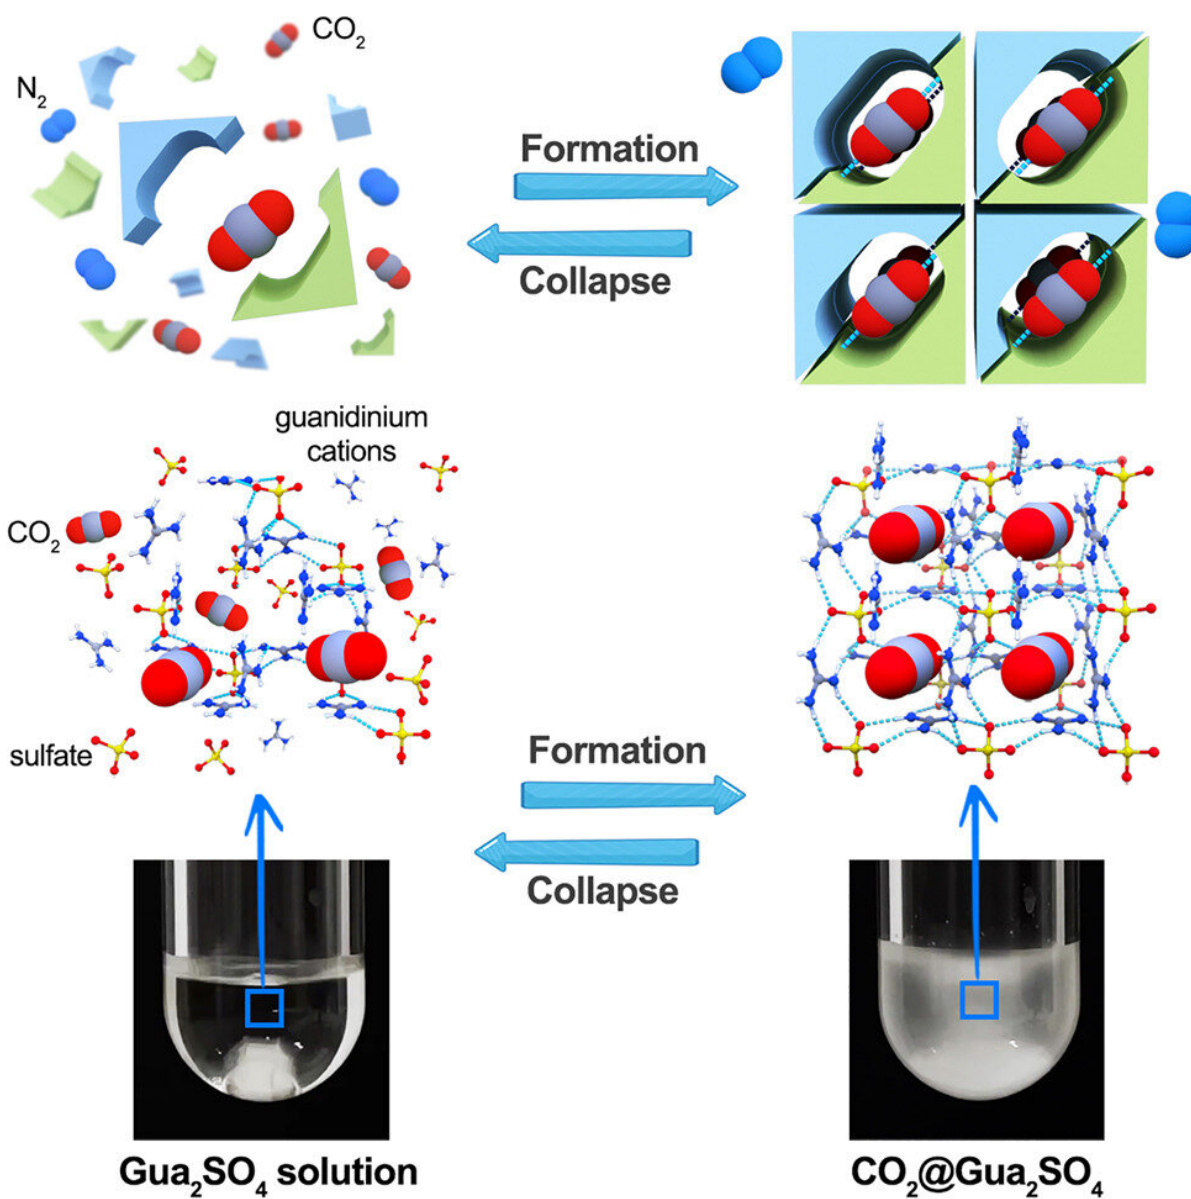 CO₂
N₂
Formation
Collapse
guanidinium
cations
CO₂
sulfate
Formation
Collapse
Gua₂SO₄ solution
CO₂@Gua₂SO₄